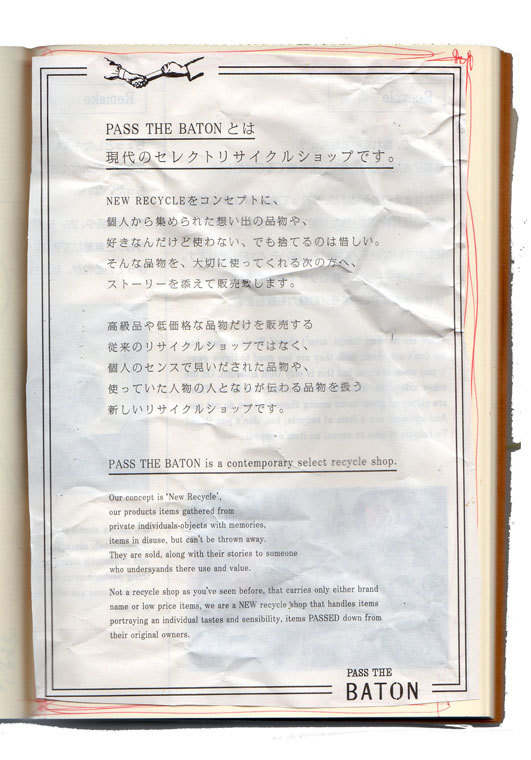 PASS THE BATONとは
現代のセレクトリサイクルショップです。
NEW RECYCLEをコンセプトに、
個人から集められた想い出の品物や、
好きなんだけど使わない、でも捨てるのは惜しい。
そんな品物を、大切に使ってくれる次の方へ、
ストーリーを添えて販売致します。
高級品や低価格な品物だけを販売する
従来のリサイクルショップではなく、
個人のセンスで見いだされた品物や、
使っていた人物の人となりが伝わる品物を扱う
新しいリサイクルショップです。
PASS THE BATON is a contemporary select recycle shop.
Our concept is 'New Recycle',
our products items gathered from
private individuals-objects with memories,
items in disuse, but can't be thrown away.
They are sold, along with their stories to someone
who undersyands there use and value.
Not a recycle shop as you've seen before, that carries only either brand
name or low price items, we are a NEW recycle shop that handles items
portraying an individual tastes and sensibility, items PASSED down from
their original owners.
PASS THE
BATON